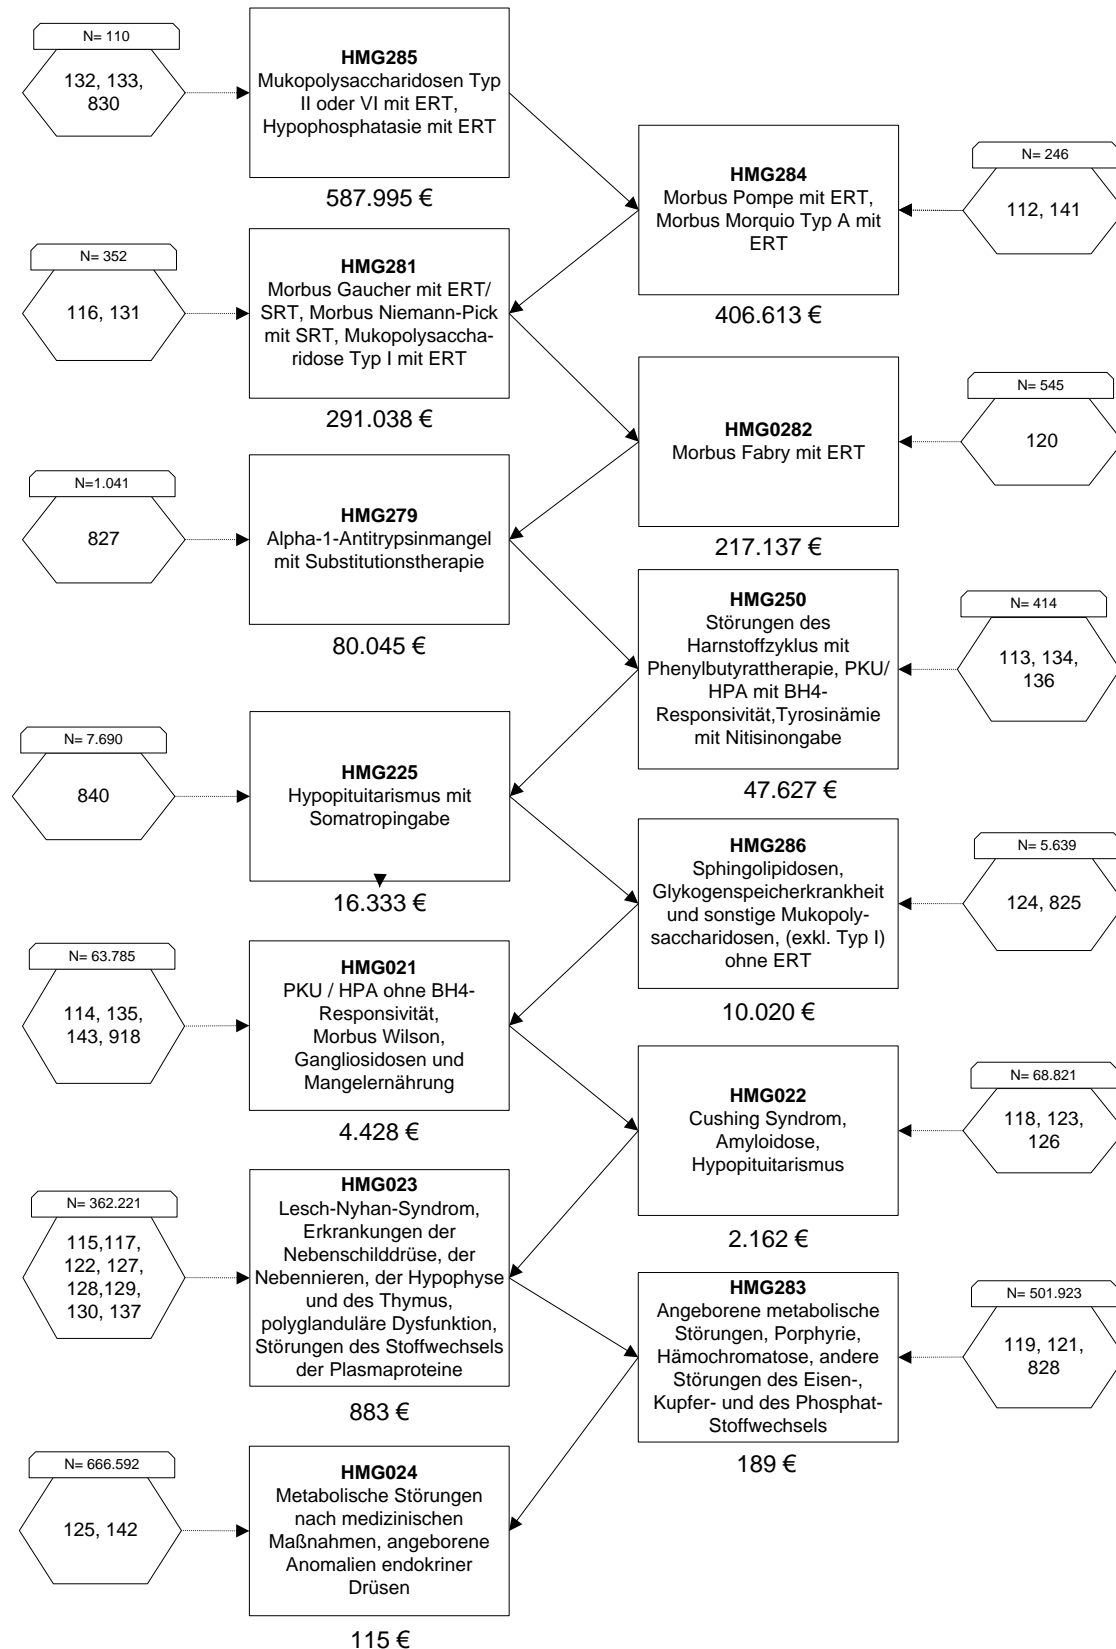 N= 110
132, 133,
830
HMG285
Mukopolysaccharidosen Typ
II oder VI mit ERT,
Hypophosphatasie mit ERT
587.995 €
N= 246
112, 141
HMG284
Morbus Pompe mit ERT,
Morbus Morquio Typ A mit
ERT
406.613 €
N= 352
116, 131
HMG281
Morbus Gaucher mit ERT/
SRT, Morbus Niemann-Pick
mit SRT, Mukopolysaccha-
ridose Typ I mit ERT
291.038 €
N= 545
120
HMG0282
Morbus Fabry mit ERT
217.137 €
N=1.041
827
HMG279
Alpha-1-Antitrypsinmangel
mit Substitutionstherapie
80.045 €
N= 414
113, 134,
136
HMG250
Störungen des
Harnstoffzyklus mit
Phenylbutyrattherapie, PKU/
HPA mit BH4-
Responsivität,Tyrosinämie
mit Nitisinongabe
47.627 €
N= 7.690
840
HMG225
Hypopituitarismus mit
Somatropingabe
16.333 €
N= 5.639
124, 825
HMG286
Sphingolipidosen,
Glykogenspeicherkrankheit
und sonstige Mukopoly-
saccharidosen, (exkl. Typ I)
ohne ERT
10.020 €
N= 63.785
114, 135,
143, 918
HMG021
PKU / HPA ohne BH4-
Responsivität,
Morbus Wilson,
Gangliosidosen und
Mangelernährung
4.428 €
N= 68.821
118, 123,
126
HMG022
Cushing Syndrom,
Amyloidose,
Hypopituitarismus
2.162 €
N= 362.221
115,117,
122, 127,
128,129,
130, 137
HMG023
Lesch-Nyhan-Syndrom,
Erkrankungen der
Nebenschilddrüse, der
Nebennieren, der Hypophyse
und des Thymus,
polyglanduläre Dysfunktion,
Störungen des Stoffwechsels
der Plasmaproteine
883 €
N= 501.923
119, 121,
828
HMG283
Angeborene metabolische
Störungen, Porphyrie,
Hämochromatose, andere
Störungen des Eisen-,
Kupfer- und des Phosphat-
Stoffwechsels
189 €
N= 666.592
125, 142
HMG024
Metabolische Störungen
nach medizinischen
Maßnahmen, angeborene
Anomalien endokriner
Drüsen
115 €